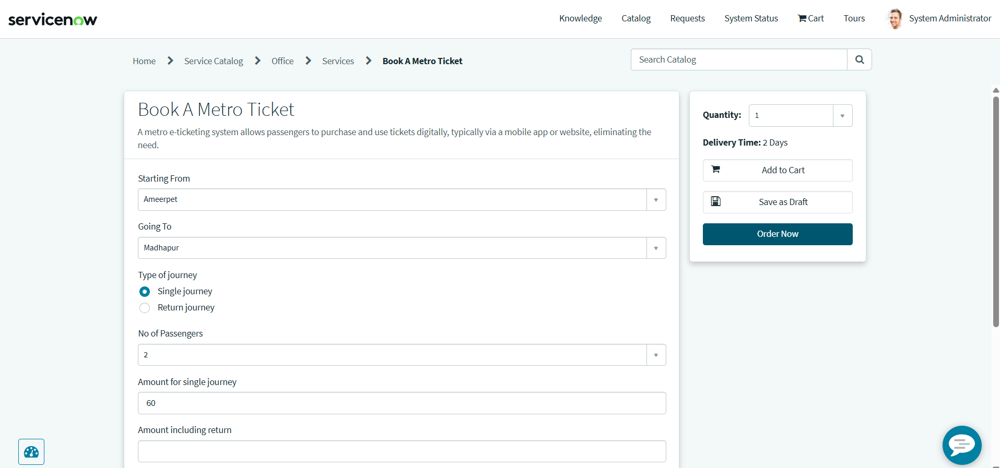 servicenow
Knowledge Catalog Requests System Status Cart Tours System Administrator
Home Service Catalog Office Services Book A Metro Ticket
Search Catalog
Book A Metro Ticket
A metro e-ticketing system allows passengers to purchase and use tickets digitally, typically via a mobile app or website, eliminating the
need.
Starting From
Ameerpet
Going To
Madhapur
Type of journey
Single journey
Return journey
No of Passengers
2
Amount for single journey
60
Amount including return
Quantity: 1
Delivery Time: 2 Days
Add to Cart
Save as Draft
Order Now